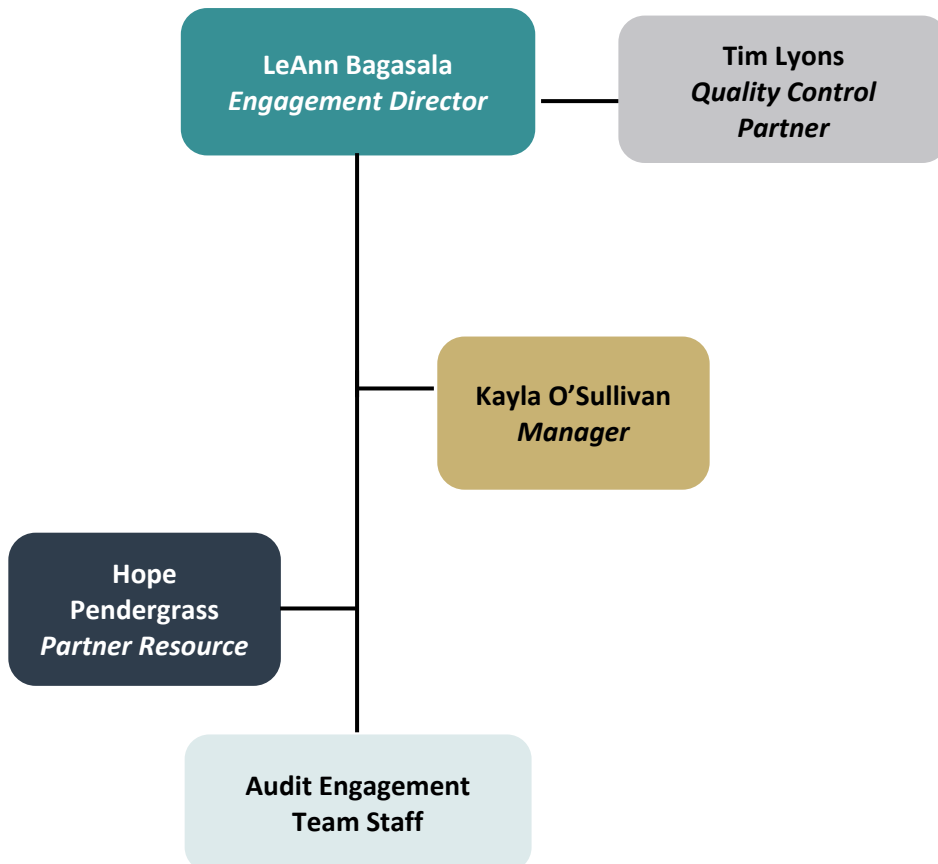 LeAnn Bagasala
Engagement Director
Tim Lyons
Quality Control
Partner
Kayla O’Sullivan
Manager
Hope
Pendergrass
Partner Resource
Audit Engagement
Team Staff